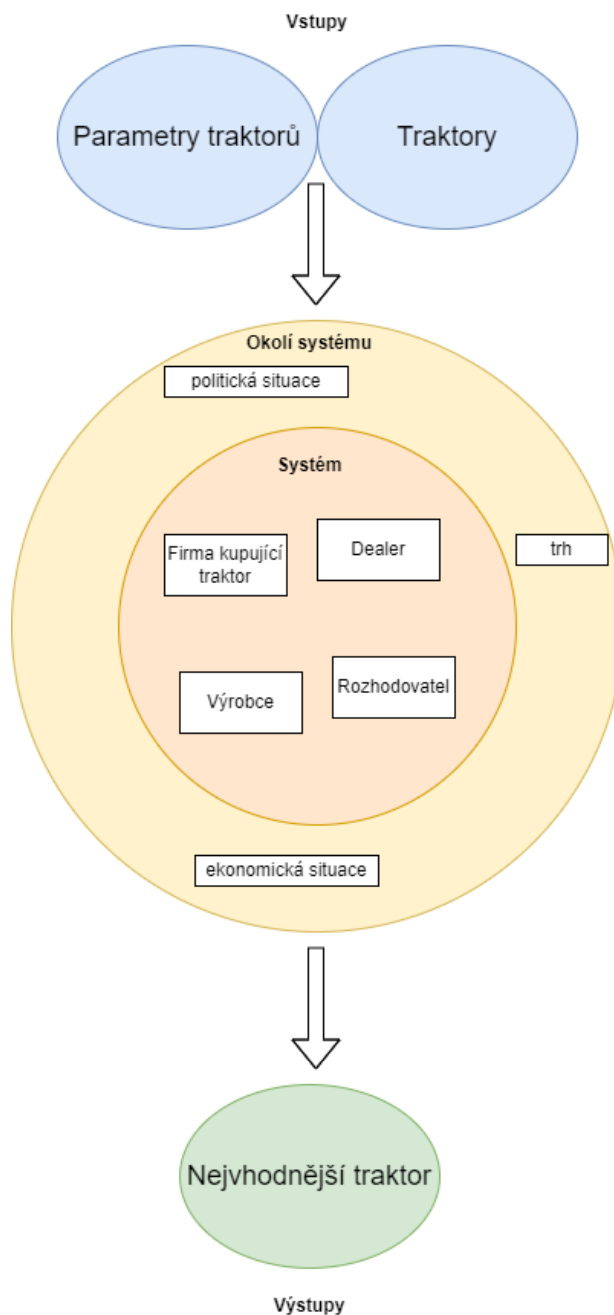 Vstupy
Parametry traktorů
Traktory
Okolí systému
politická situace
Systém
Firma kupující
traktor
Dealer
trh
Výrobce
Rozhodovatel
ekonomická situace
Nejvhodnější traktor
Výstupy